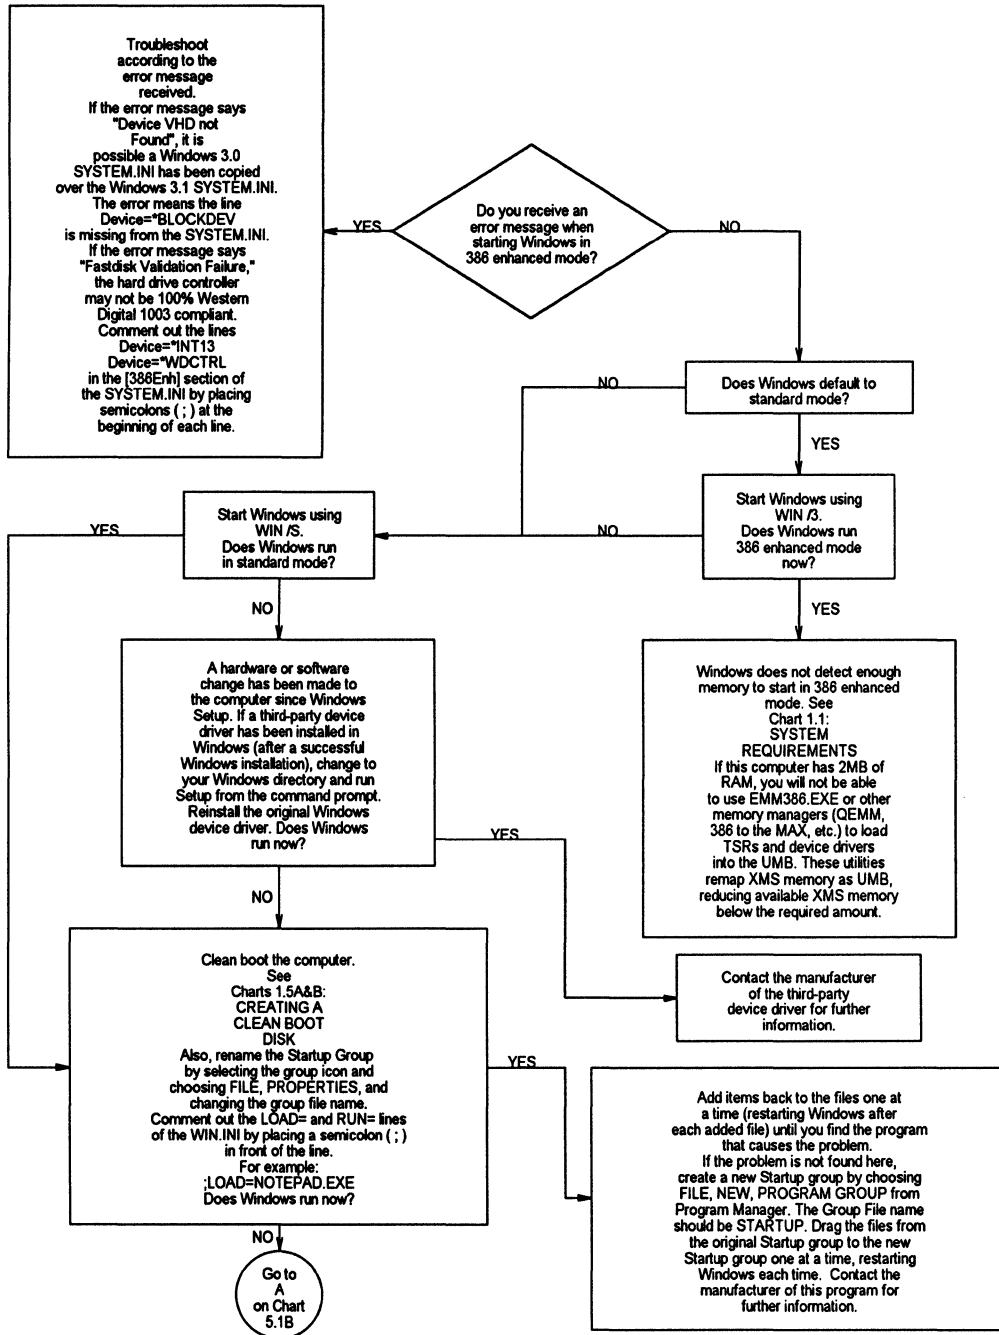 Troubleshoot
according to the
error message
received.
If the error message says
"Device VHD not
Found", it is
possible a Windows 3.0
SYSTEM.INI has been copied
over the Windows 3.1 SYSTEM.INI.
The error means the line
Device=*BLOCKDEV
is missing from the SYSTEM.INI.
If the error message says
"Fastdisk Validation Failure,"
the hard drive controller
may not be 100% Western
Digital 1003 compliant.
Comment out the lines
Device=*INT13
Device=*WDCTRL
in the [386Enh] section of
the SYSTEM.INI by placing
semicolons ( ; ) at the
beginning of each line.
YES
Do you receive an
error message when
starting Windows in
386 enhanced mode?
NO
Does Windows default to
standard mode?
NO
YES
Start Windows using
WIN /3.
Does Windows run
386 enhanced mode
now?
NO
YES
Start Windows using
WIN /S.
Does Windows run
in standard mode?
YES
NO
Windows does not detect enough
memory to start in 386 enhanced
mode. See
Chart 1.1:
SYSTEM
REQUIREMENTS
If this computer has 2MB of
RAM, you will not be able
to use EMM386.EXE or other
memory managers (QEMM,
386 to the MAX, etc.) to load
TSRs and device drivers
into the UMB. These utilities
remap XMS memory as UMB,
reducing available XMS memory
below the required amount.
A hardware or software
change has been made to
the computer since Windows
Setup. If a third-party device
driver has been installed in
Windows (after a successful
Windows installation), change to
your Windows directory and run
Setup from the command prompt.
Reinstall the original Windows
device driver. Does Windows
run now?
YES
NO
Contact the manufacturer
of the third-party
device driver for further
information.
Clean boot the computer.
See
Charts 1.5A&B:
CREATING A
CLEAN BOOT
DISK
Also, rename the Startup Group
by selecting the group icon and
choosing FILE, PROPERTIES, and
changing the group file name.
Comment out the LOAD= and RUN= lines
of the WIN.INI by placing a semicolon ( ; )
in front of the line.
For example:
;LOAD=NOTEPAD.EXE
Does Windows run now?
YES
NO
Add items back to the files one at
a time (restarting Windows after
each added file) until you find the program
that causes the problem.
If the problem is not found here,
create a new Startup group by choosing
FILE, NEW, PROGRAM GROUP from
Program Manager. The Group File name
should be STARTUP. Drag the files from
the original Startup group to the new
Startup group one at a time, restarting
Windows each time. Contact the
manufacturer of this program for
further information.
Go to
A
on Chart
5.1B